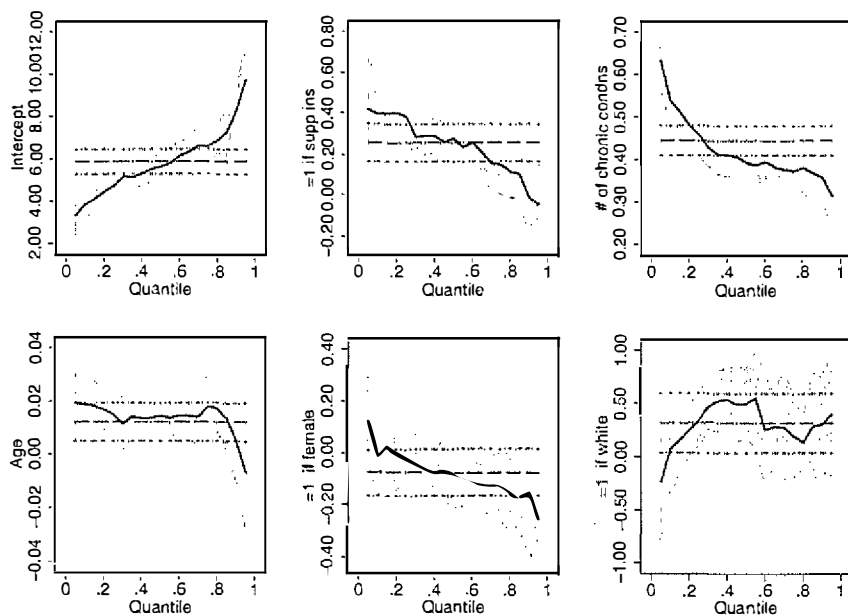 Intercept
2.00 4.00 6.00 8.00 10.0012.00
0 .2 .4 .6 .8 1
Quantile
=1 if supp ins
-0.20 0.00 0.20 0.40 0.60 0.80
0 .2 .4 .6 .8 1
Quantile
# of chronic condns
0.20 0.30 0.40 0.50 0.60 0.70
0 .2 .4 .6 .8 1
Quantile
Age
-0.04 -0.02 0.00 0.02 0.04
0 .2 .4 .6 .8 1
Quantile
=1 if female
-0.40 -0.20 0.00 0.20 0.40
0 .2 .4 .6 .8 1
Quantile
=1 if white
-1.00 -0.50 0.00 0.50 1.00
0 .2 .4 .6 .8 1
Quantile